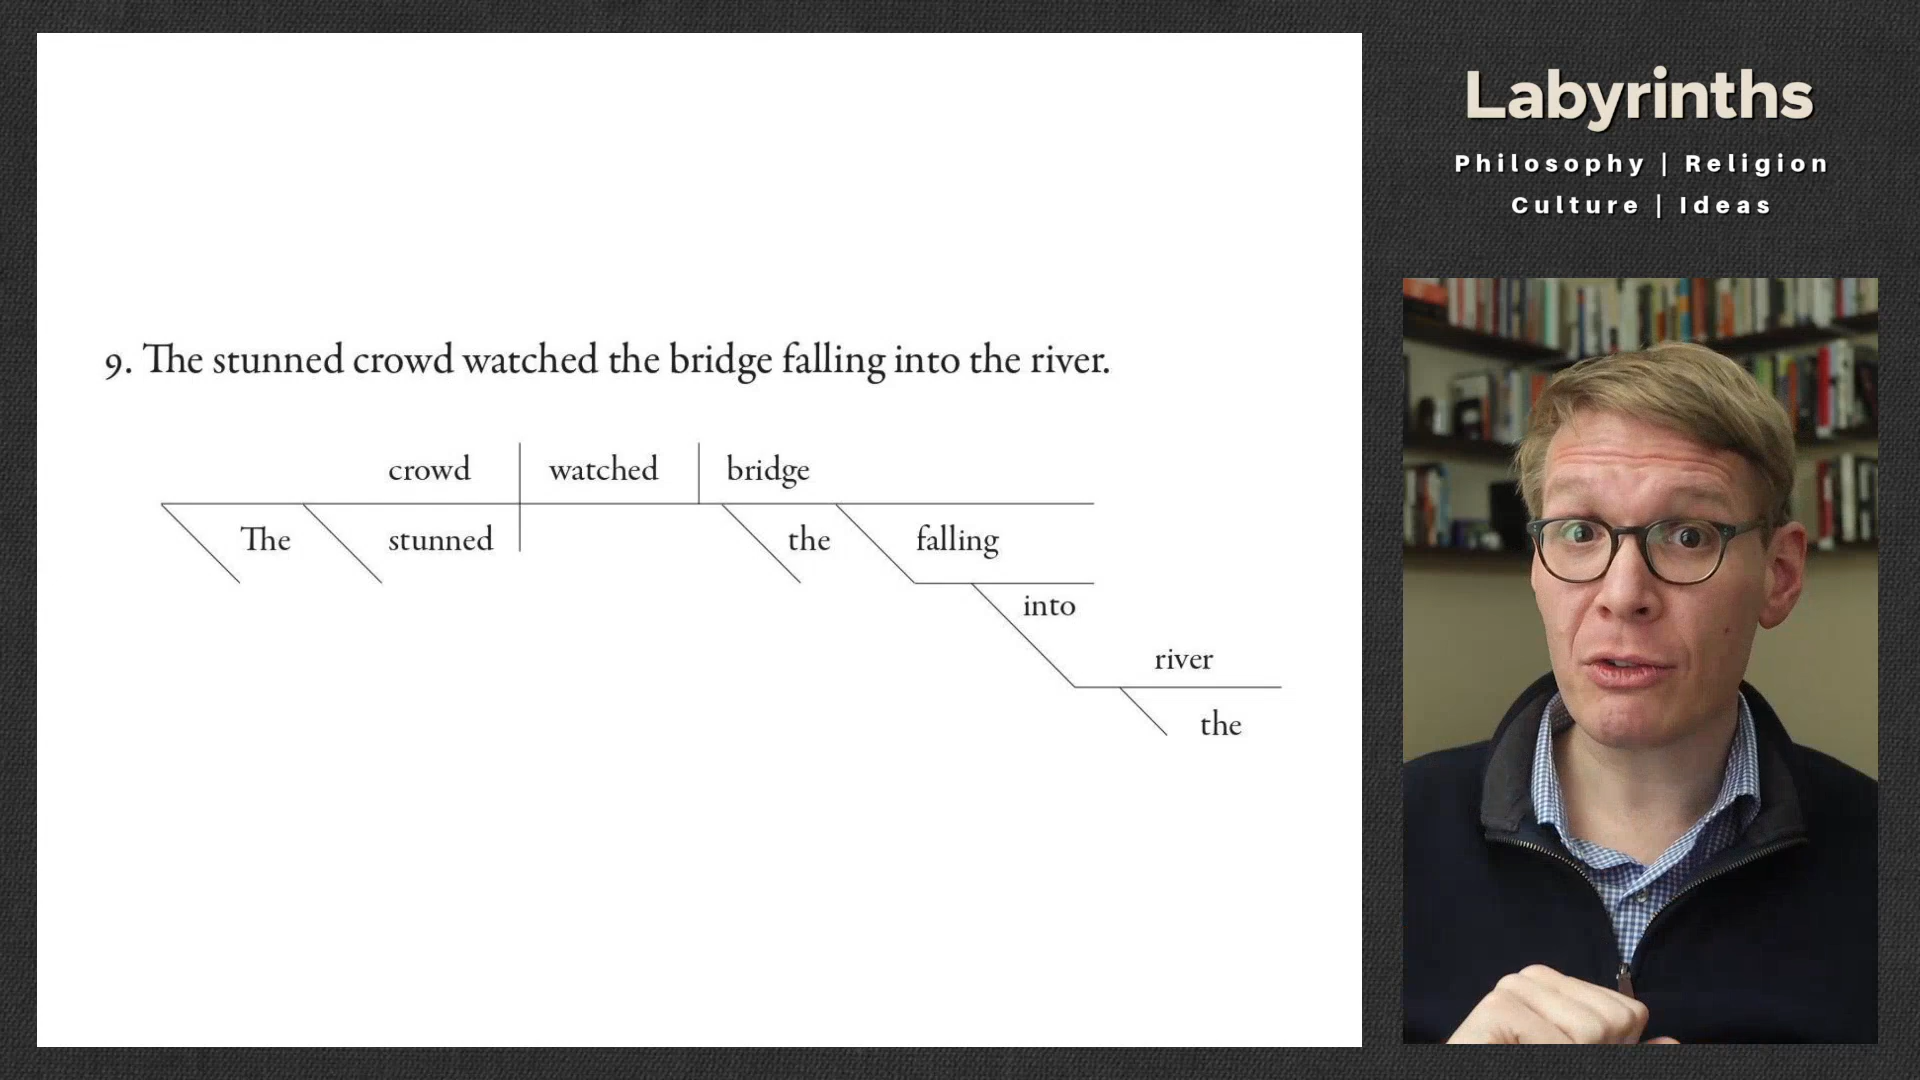 Labyrinths
Philosophy | Religion
Culture | Ideas
9. The stunned crowd watched the bridge falling into the river.
crowd watched bridge
The stunned the falling
into
river
the